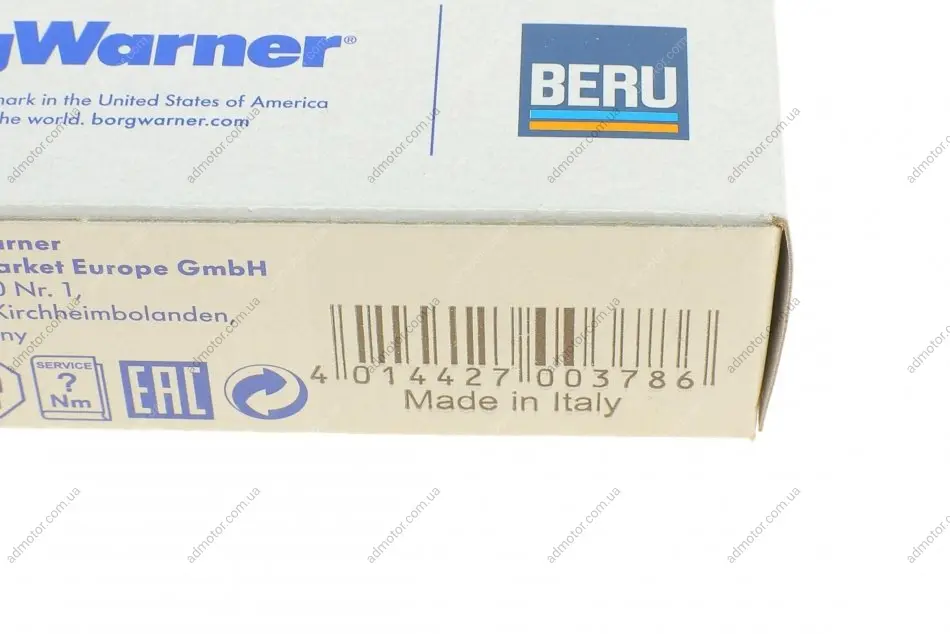 gWarner®
mark in the United States of America
he world. borgwarner.com
BERU
arner
arket Europe GmbH
0 Nr. 1,
Kirchheimbolanden,
ny
SERVICE
?
Nm
EAC
4 014427 003786
Made in Italy
admotor.com.ua